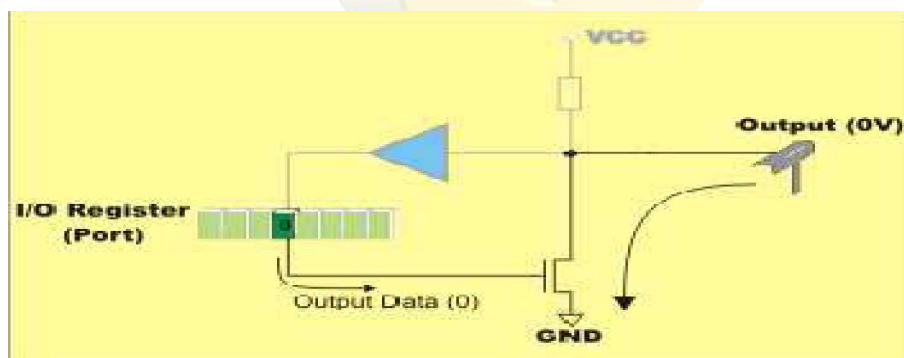 VCC
Output (0V)
I/O Register
(Port)
0
Output Data (0)
GND